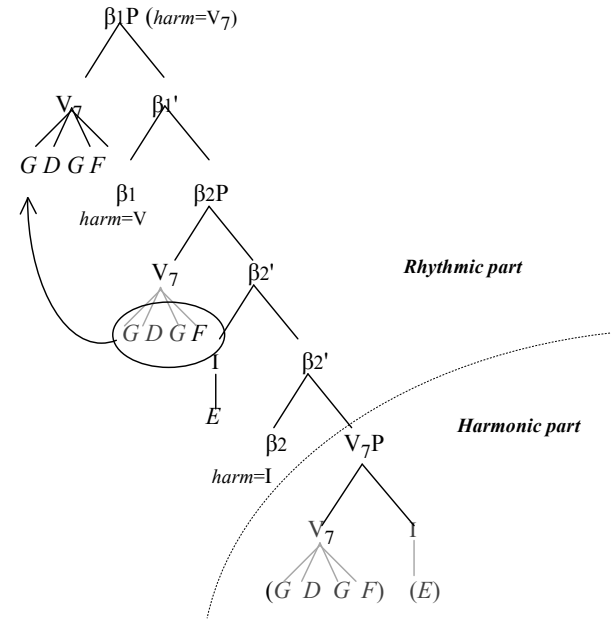 β1P (harm=V7)
V7 β1'
G D G F
β1 β2P
harm=V
V7 β2' Rhythmic part
G D G F
I β2'
E
β2 V7P Harmonic part
harm=I
V7 I
(G D G F) (E)